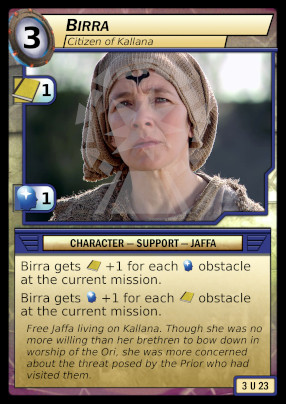 3
BIRRA
Citizen of Kallana
1
1
CHARACTER – SUPPORT – JAFFA
Birra gets +1 for each obstacle
at the current mission.
Birra gets +1 for each obstacle
at the current mission.
Free Jaffa living on Kallana. Though she was no
more willing than her brethren to bow down in
worship of the Ori, she was more concerned
about the threat posed by the Prior who had
visited them.
3 U 23